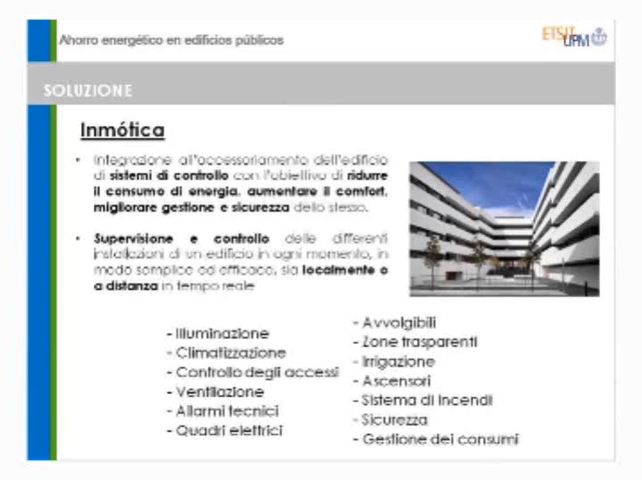 Ahorro energético en edificios públicos
ETSIT
UPM
SOLUZIONE
Inmótica
• Integrazione all'accessoriamento dell'edificio
di sistemi di controllo con l'obiettivo di ridurre
il consumo di energia, aumentare il comfort,
migliorare gestione e sicurezza dello stesso.
• Supervisione e controllo delle differenti
installazioni di un edificio in ogni momento, in
modo semplice ed efficace, sia localmente o
a distanza in tempo reale
- Illuminazione
- Climatizzazione
- Controllo degli accessi
- Ventilazione
- Allarmi tecnici
- Quadri elettrici
- Avvolgibili
- Zone trasparenti
- Irrigazione
- Ascensori
- Sistema di incendi
- Sicurezza
- Gestione dei consumi